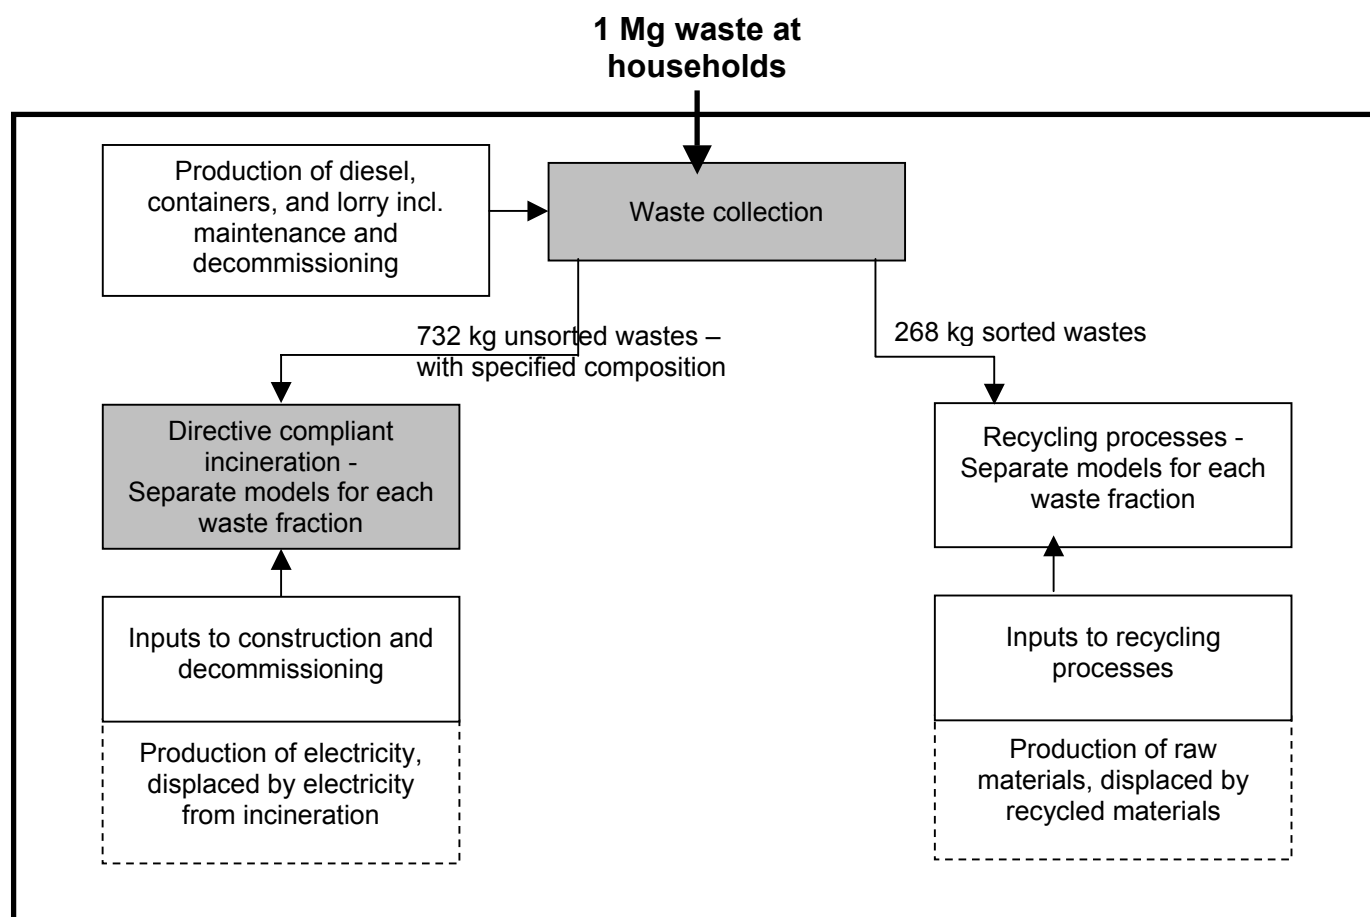 1 Mg waste at
households
Production of diesel,
containers, and lorry incl.
maintenance and
decommissioning
Waste collection
732 kg unsorted wastes –
with specified composition
268 kg sorted wastes
Directive compliant
incineration -
Separate models for each
waste fraction
Recycling processes -
Separate models for each
waste fraction
Inputs to construction and
decommissioning
Inputs to recycling
processes
Production of electricity,
displaced by electricity
from incineration
Production of raw
materials, displaced by
recycled materials